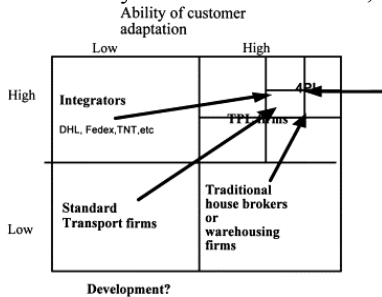 Ability of customer
adaptation
Low High
High
Integrators
DHL, Fedex,TNT,etc
4PL
TPL firms
Standard
Transport firms
Traditional
house brokers
or
warehousing
firms
Low
Development?